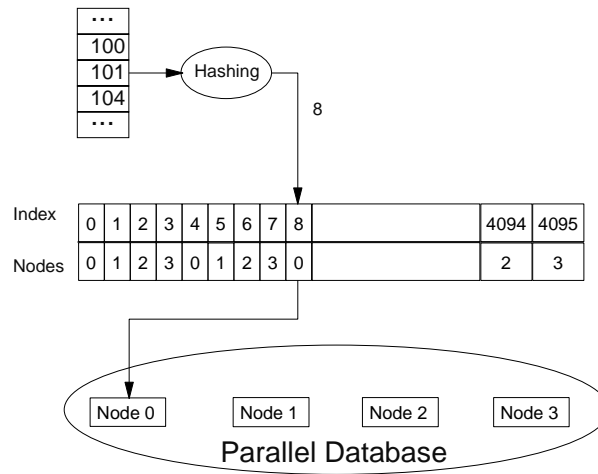 ...
100
101
104
...
Hashing
8
Index
0 1 2 3 4 5 6 7 8 4094 4095
Nodes
0 1 2 3 0 1 2 3 0 2 3
Node 0 Node 1 Node 2 Node 3
Parallel Database